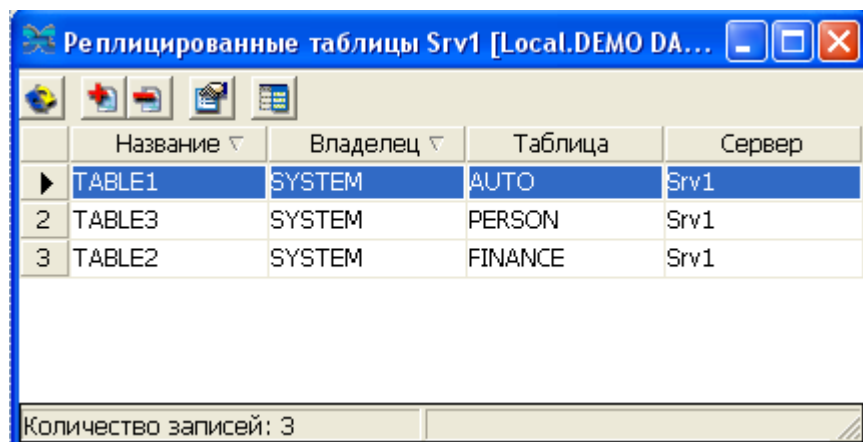 Реплицированные таблицы Srv1 [Local.DEMO DA...
Название Владелец Таблица Сервер
TABLE1 SYSTEM AUTO Srv1
2 TABLE3 SYSTEM PERSON Srv1
3 TABLE2 SYSTEM FINANCE Srv1
Количество записей: 3